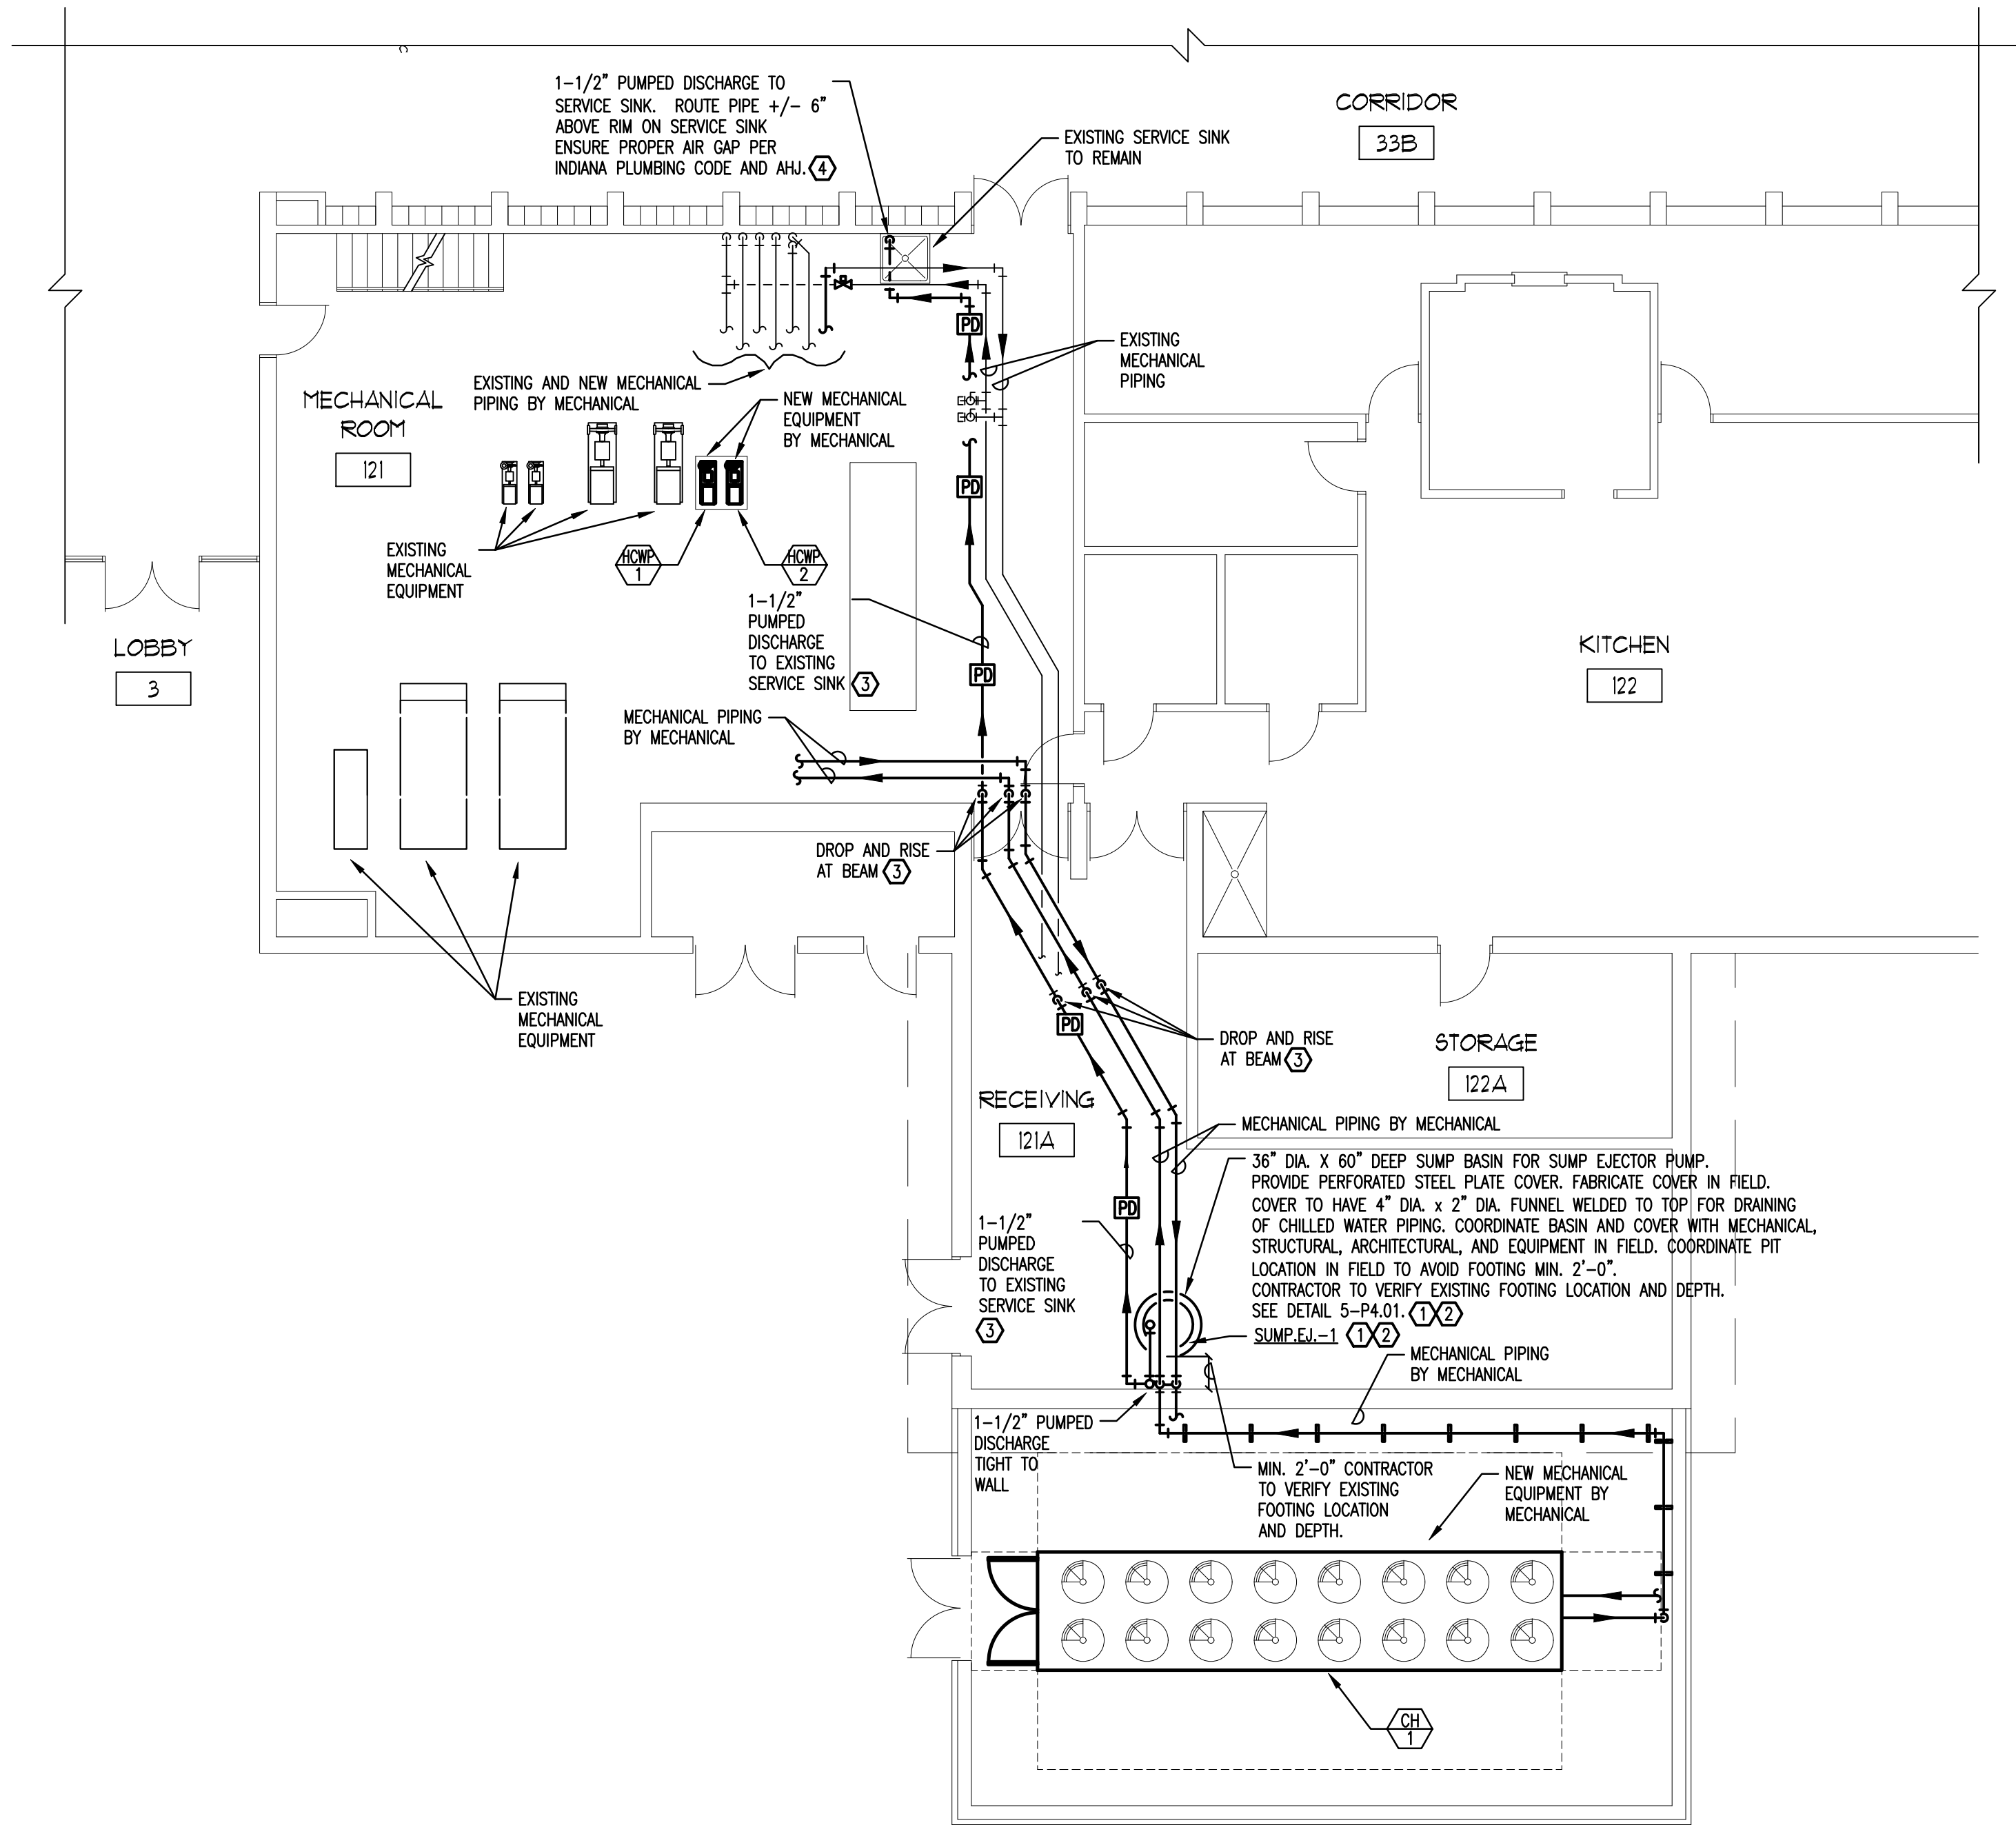 1-1/2" PUMPED DISCHARGE TO
SERVICE SINK. ROUTE PIPE +/- 6"
ABOVE RIM ON SERVICE SINK
ENSURE PROPER AIR GAP PER
INDIANA PLUMBING CODE AND AHJ. 4
EXISTING SERVICE SINK
TO REMAIN
CORRIDOR
33B
PD
EXISTING
MECHANICAL
PIPING
EXISTING AND NEW MECHANICAL
PIPING BY MECHANICAL
MECHANICAL
ROOM
121
NEW MECHANICAL
EQUIPMENT
BY MECHANICAL
PD
EXISTING
MECHANICAL
EQUIPMENT
HCWP
1
HCWP
2
1-1/2"
PUMPED
DISCHARGE
TO EXISTING
SERVICE SINK 3
PD
LOBBY
3
KITCHEN
122
MECHANICAL PIPING
BY MECHANICAL
DROP AND RISE
AT BEAM 3
EXISTING
MECHANICAL
EQUIPMENT
PD
DROP AND RISE
AT BEAM 3
STORAGE
122A
RECEIVING
121A
MECHANICAL PIPING BY MECHANICAL
36" DIA. X 60" DEEP SUMP BASIN FOR SUMP EJECTOR PUMP.
PROVIDE PERFORATED STEEL PLATE COVER. FABRICATE COVER IN FIELD.
COVER TO HAVE 4" DIA. x 2" DIA. FUNNEL WELDED TO TOP FOR DRAINING
OF CHILLED WATER PIPING. COORDINATE BASIN AND COVER WITH MECHANICAL,
STRUCTURAL, ARCHITECTURAL, AND EQUIPMENT IN FIELD. COORDINATE PIT
LOCATION IN FIELD TO AVOID FOOTING MIN. 2'-0".
CONTRACTOR TO VERIFY EXISTING FOOTING LOCATION AND DEPTH.
SEE DETAIL 5-P4.01. 1 2
SUMP.EJ.-1 1 2
PD
1-1/2"
PUMPED
DISCHARGE
TO EXISTING
SERVICE SINK
3
MECHANICAL PIPING
BY MECHANICAL
1-1/2" PUMPED
DISCHARGE
TIGHT TO
WALL
MIN. 2'-0" CONTRACTOR
TO VERIFY EXISTING
FOOTING LOCATION
AND DEPTH.
NEW MECHANICAL
EQUIPMENT BY
MECHANICAL
CH
1